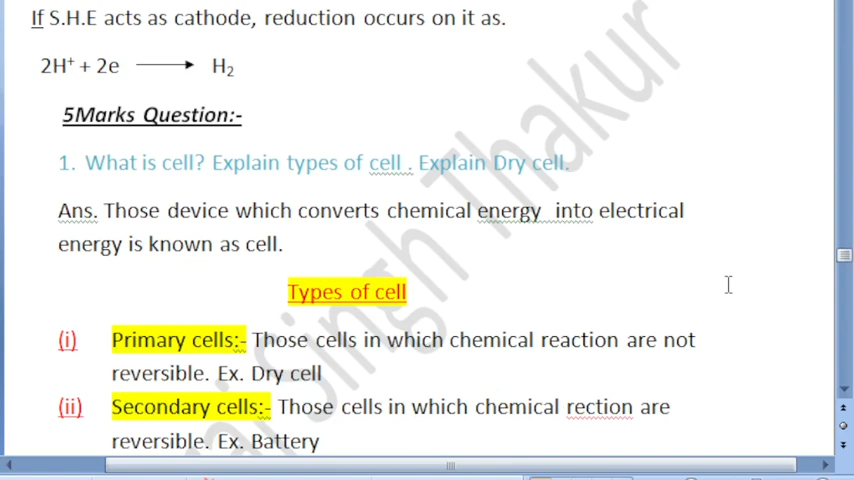 If S.H.E acts as cathode, reduction occurs on it as.
2H⁺ + 2e ⟶ H₂
5Marks Question:-
1. What is cell? Explain types of cell . Explain Dry cell.
Ans. Those device which converts chemical energy into electrical
energy is known as cell.
Types of cell
(i) Primary cells:- Those cells in which chemical reaction are not
reversible. Ex. Dry cell
(ii) Secondary cells:- Those cells in which chemical rection are
reversible. Ex. Battery
Singh Thakur